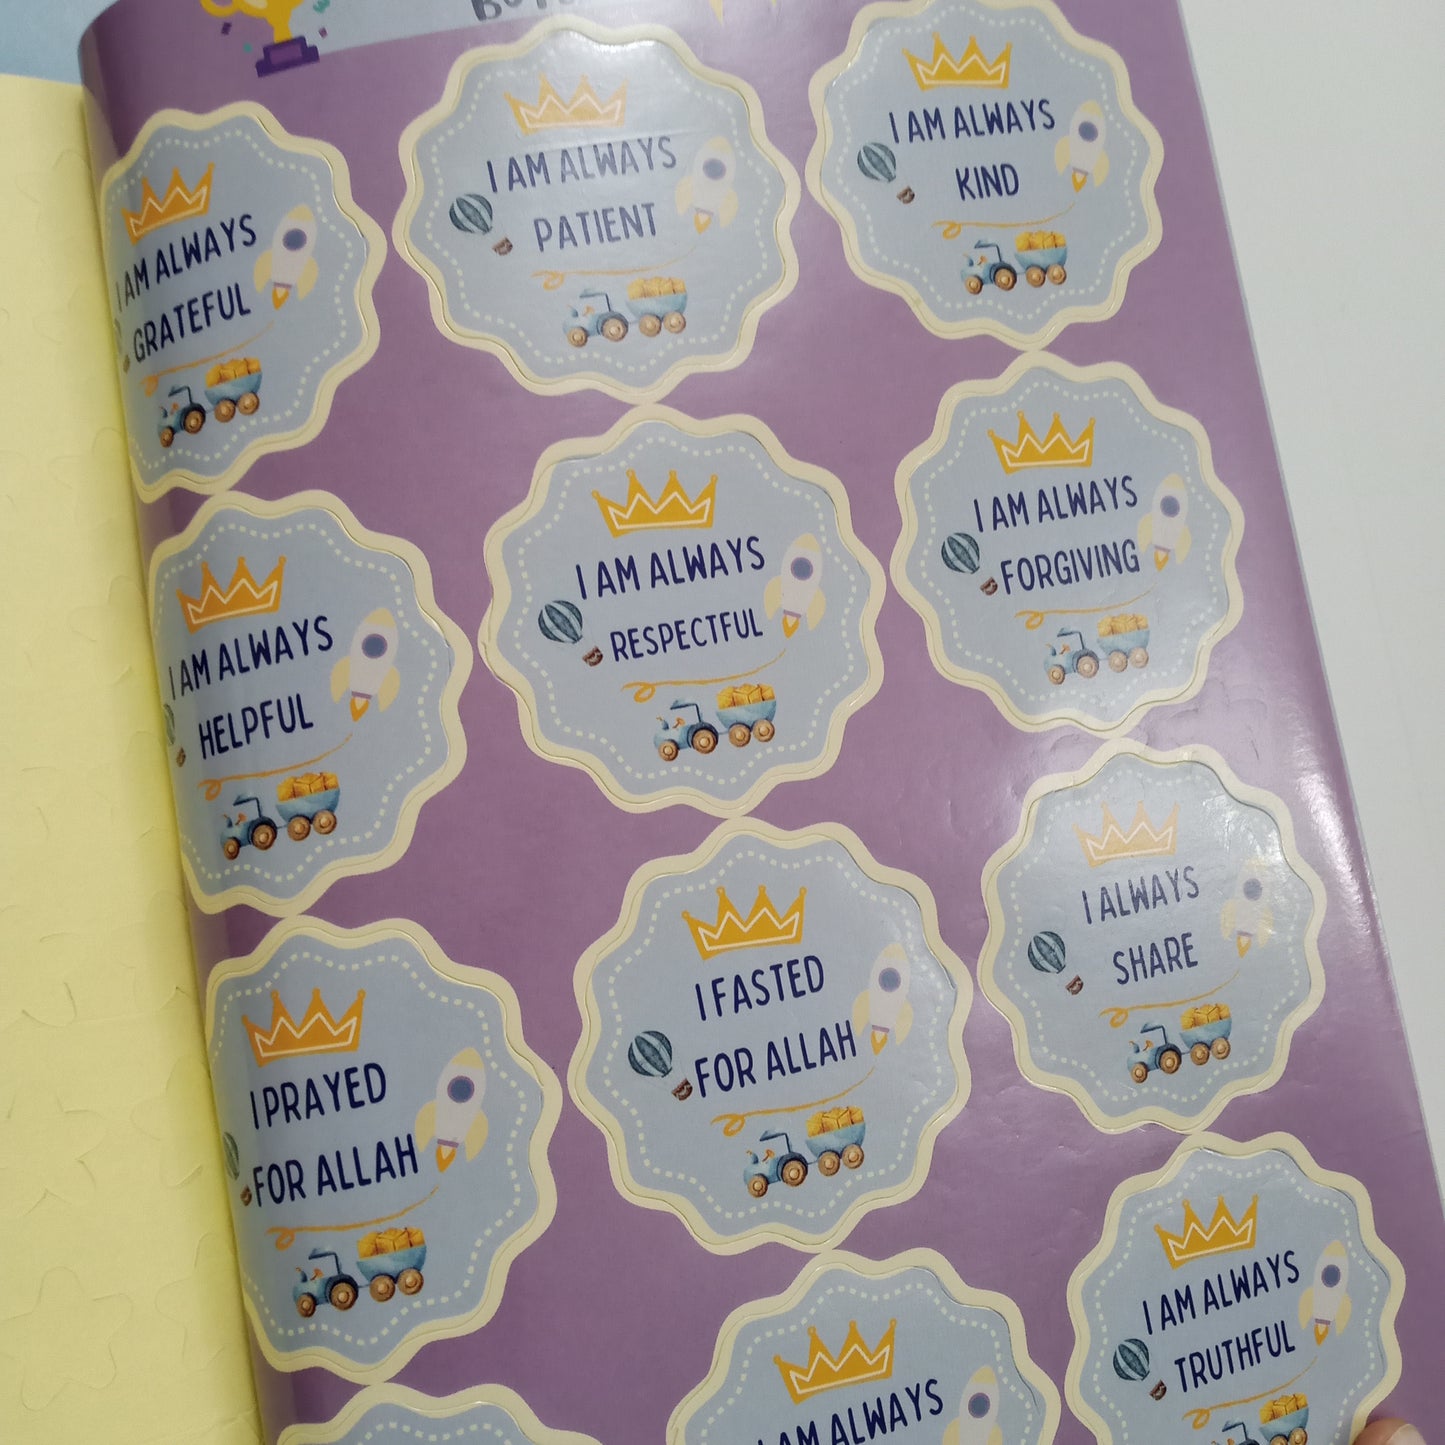 I AM ALWAYS
GRATEFUL
I AM ALWAYS
PATIENT
I AM ALWAYS
KIND
I AM ALWAYS
HELPFUL
I AM ALWAYS
RESPECTFUL
I AM ALWAYS
FORGIVING
I PRAYED
FOR ALLAH
I FASTED
FOR ALLAH
I ALWAYS
SHARE
I AM ALWAYS
I AM ALWAYS
TRUTHFUL